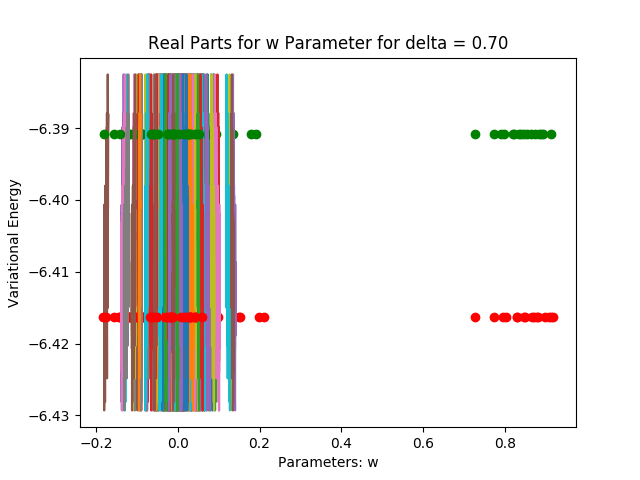 Real Parts for w Parameter for delta = 0.70
Variational Energy
−6.39
−6.40
−6.41
−6.42
−6.43
−0.2 0.0 0.2 0.4 0.6 0.8
Parameters: w